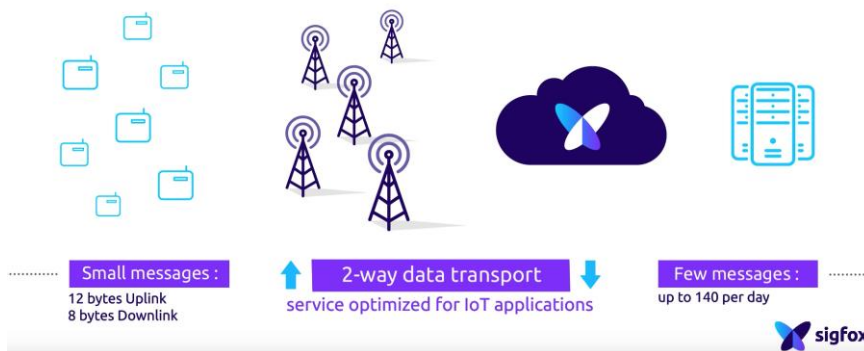 Small messages :
12 bytes Uplink
8 bytes Downlink
2-way data transport
service optimized for IoT applications
Few messages :
up to 140 per day
sigfox